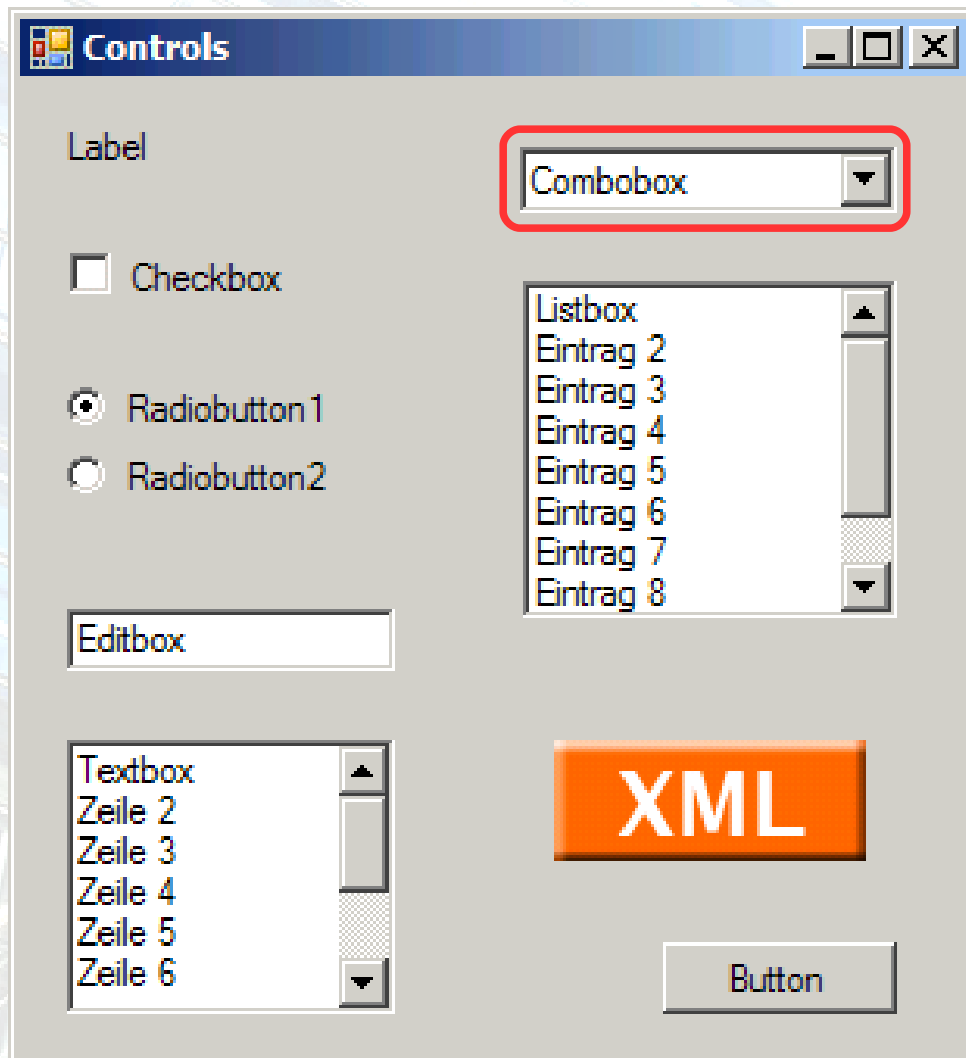 Controls
Label
Combobox
Checkbox
Listbox
Eintrag 2
Eintrag 3
Eintrag 4
Eintrag 5
Eintrag 6
Eintrag 7
Eintrag 8
Radiobutton1
Radiobutton2
Editbox
Textbox
Zeile 2
Zeile 3
Zeile 4
Zeile 5
Zeile 6
XML
Button